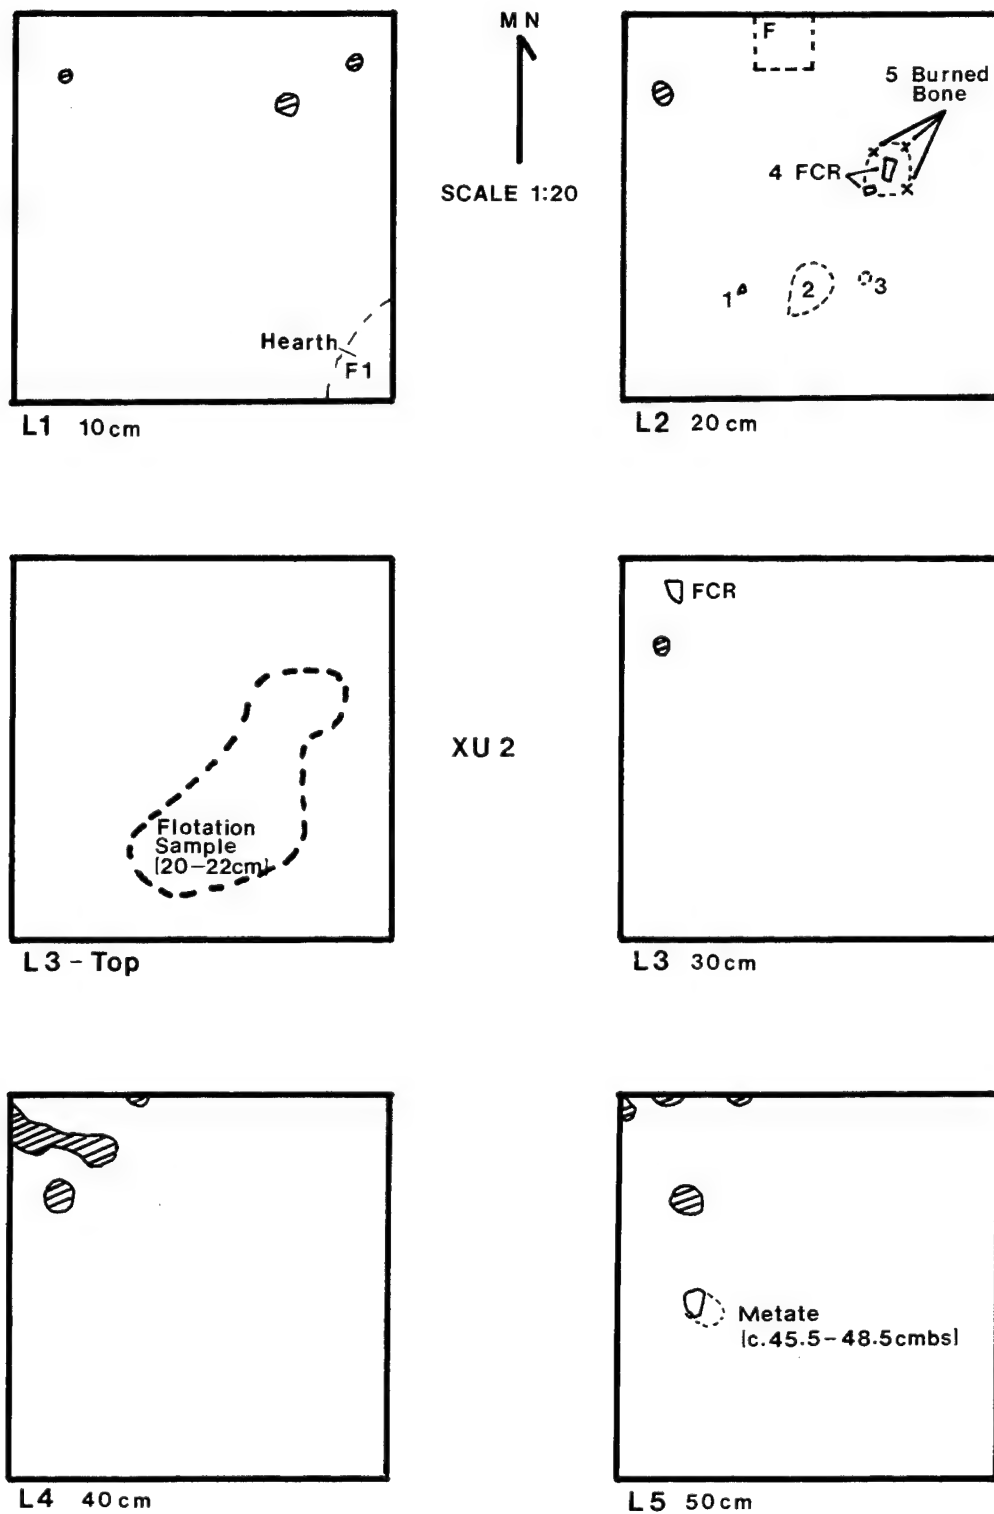 MN
SCALE 1:20
Hearth
F1
L1 10cm
F
5 Burned
Bone
4 FCR
1
2
3
L2 20cm
Flotation
Sample
[20-22cm]
L3 - Top
XU 2
FCR
L3 30cm
L4 40cm
Metate
[c.45.5-48.5cmbs]
L5 50cm